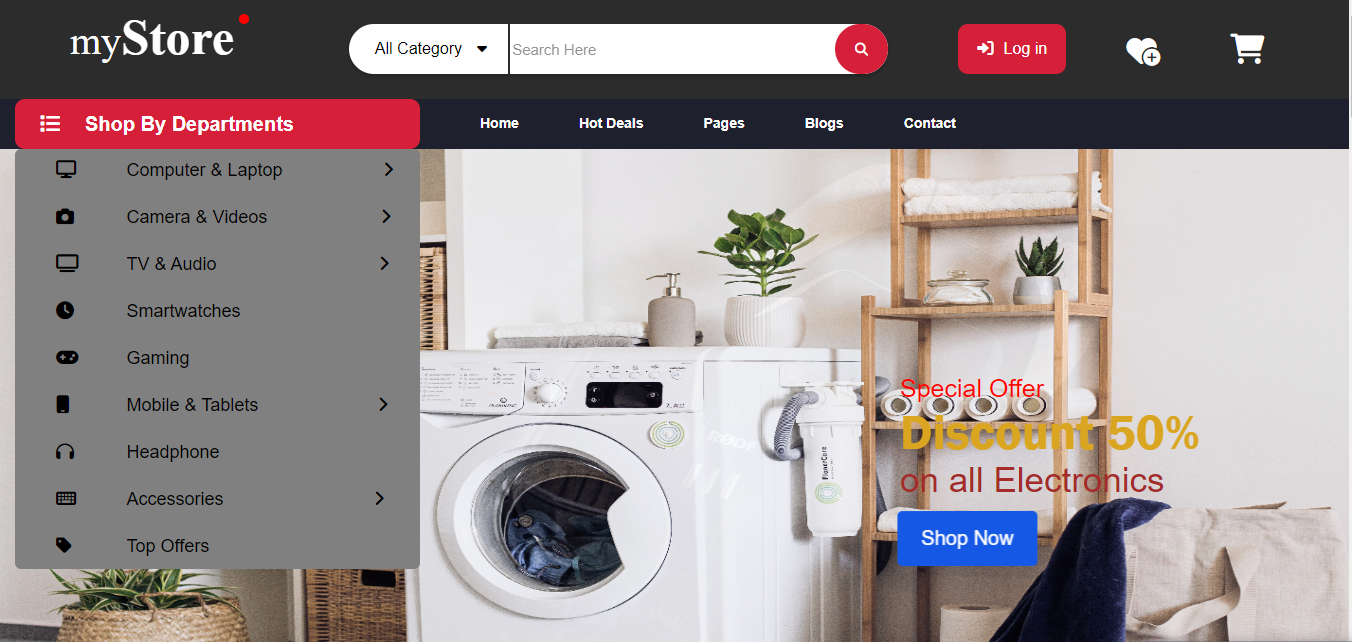 myStore
All Category
Search Here
Log in
Shop By Departments
Home
Hot Deals
Pages
Blogs
Contact
Computer & Laptop
Camera & Videos
TV & Audio
Smartwatches
Gaming
Mobile & Tablets
Headphone
Accessories
Top Offers
RØDE
Special Offer
Discount 50%
on all Electronics
Shop Now